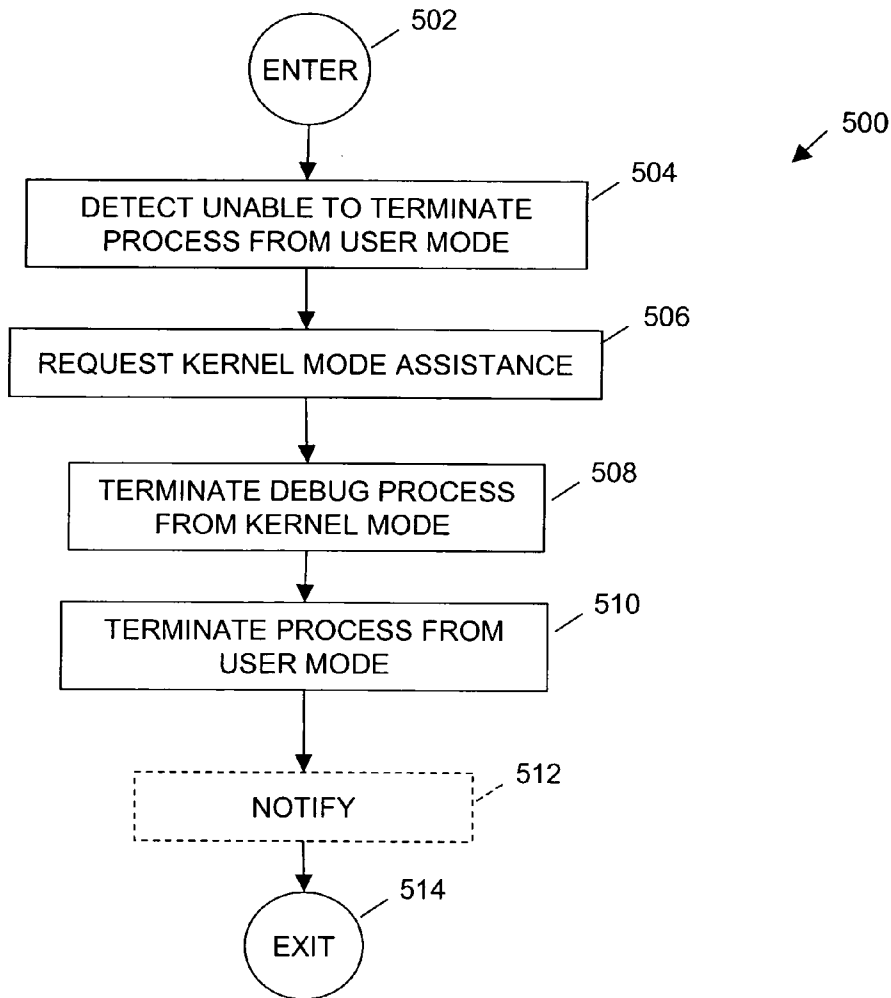 502
ENTER
500
504
DETECT UNABLE TO TERMINATE
PROCESS FROM USER MODE
506
REQUEST KERNEL MODE ASSISTANCE
508
TERMINATE DEBUG PROCESS
FROM KERNEL MODE
510
TERMINATE PROCESS FROM
USER MODE
512
NOTIFY
514
EXIT